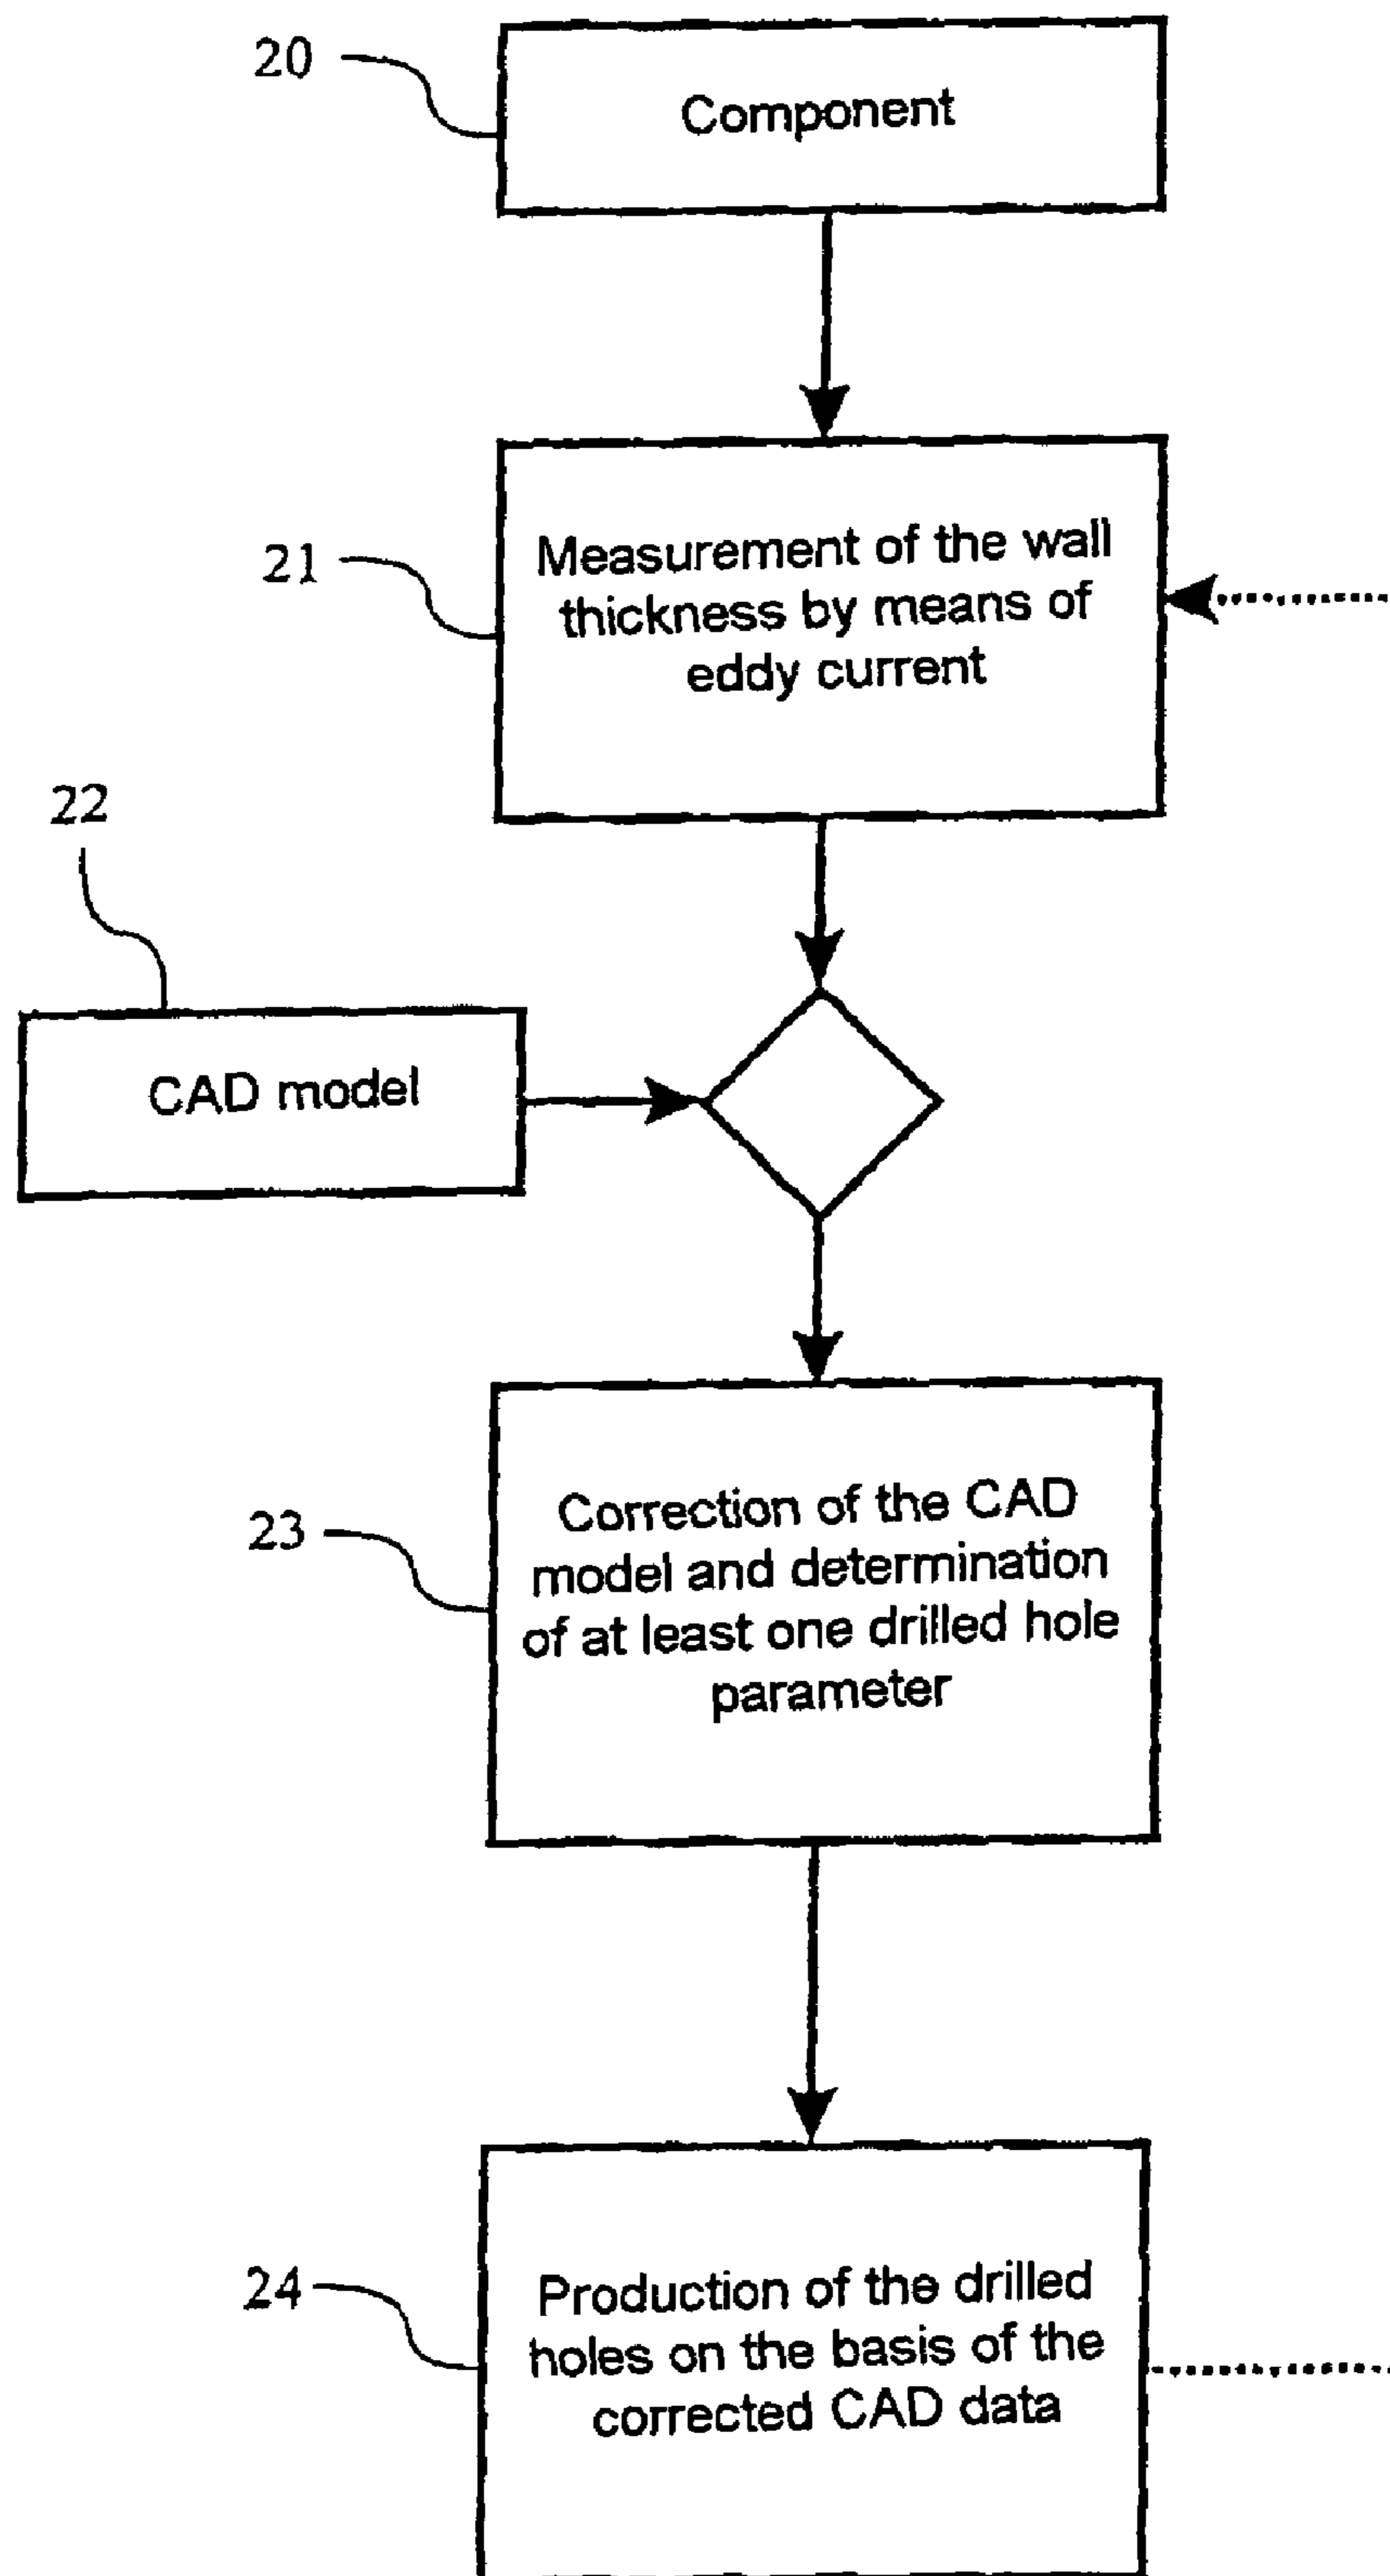 20
Component
21
Measurement of the wall
thickness by means of
eddy current
22
CAD model
23
Correction of the CAD
model and determination
of at least one drilled hole
parameter
24
Production of the drilled
holes on the basis of the
corrected CAD data